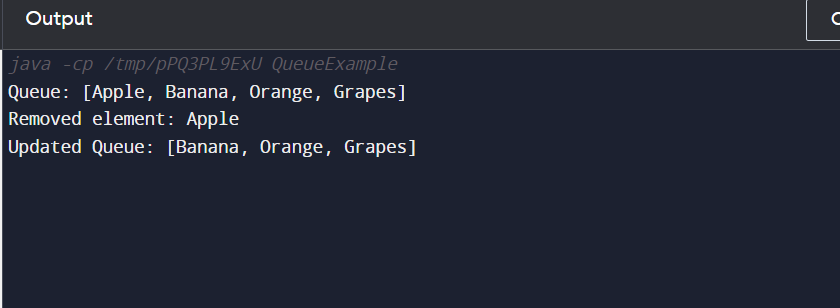 Output
java -cp /tmp/pPQ3PL9ExU QueueExample
Queue: [Apple, Banana, Orange, Grapes]
Removed element: Apple
Updated Queue: [Banana, Orange, Grapes]